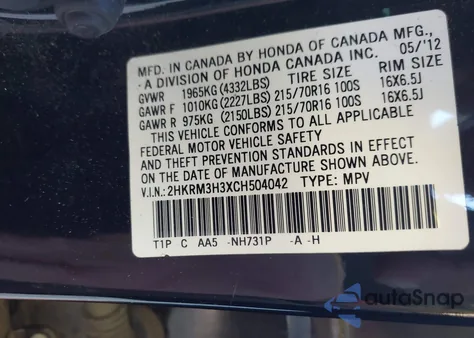 MFD. IN CANADA BY HONDA OF CANADA MFG.,
-A DIVISION OF HONDA CANADA INC. 05/'12
GVWR 1965KG(4332LBS) TIRE SIZE RIM SIZE
GAWR F 1010KG(2227LBS)215/70R16 100S 16X6.5J
GAWR R 975KG(2150LBS)215/70R16 100S 16X6.5J
THIS VEHICLE CONFORMS TO ALL APPLICABLE
FEDERAL MOTOR VEHICLE SAFETY
AND THEFT PREVENTION STANDARDS IN EFFECT
ON THE DATE OF MANUFACTURE SHOWN ABOVE.
V.I.N.:2HKRM3H3XCH504042 TYPE: MPV
T1P C AA5 -NH731P -A -H
autoSnap